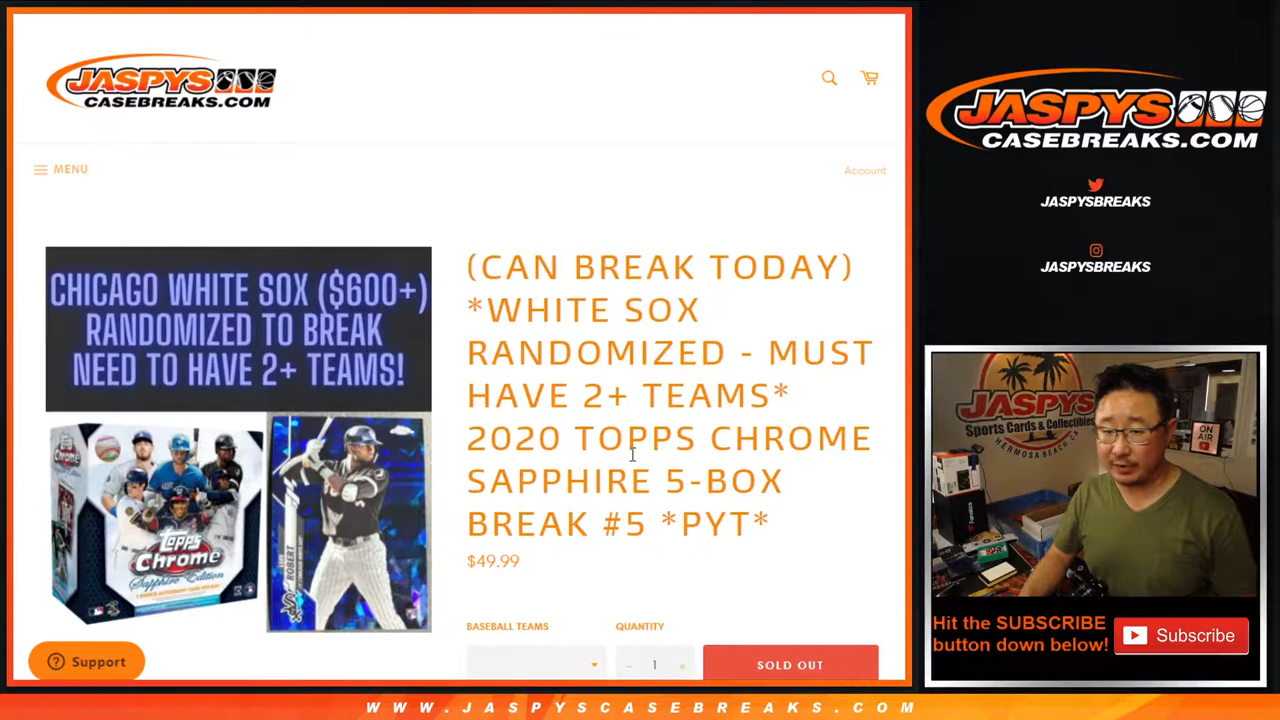 JASPYS
CASEBREAKS.COM
MENU
Account
CHICAGO WHITE SOX ($600+)
RANDOMIZED TO BREAK
NEED TO HAVE 2+ TEAMS!
Topps
Chrome
Sapphire Edition
ROBERT
(CAN BREAK TODAY)
*WHITE SOX
RANDOMIZED - MUST
HAVE 2+ TEAMS*
2020 TOPPS CHROME
SAPPHIRE 5-BOX
BREAK #5 *PYT*
$49.99
BASEBALL TEAMS
QUANTITY
1
SOLD OUT
Support
JASPYS
CASEBREAKS.COM
JASPYSBREAKS
JASPYSBREAKS
JASPYS
Sports Cards & Collectibles
HERMOSA BEACH CA
ON AIR
Hit the SUBSCRIBE
button down below!
Subscribe
WWW.JASPYSCASEBREAKS.COM